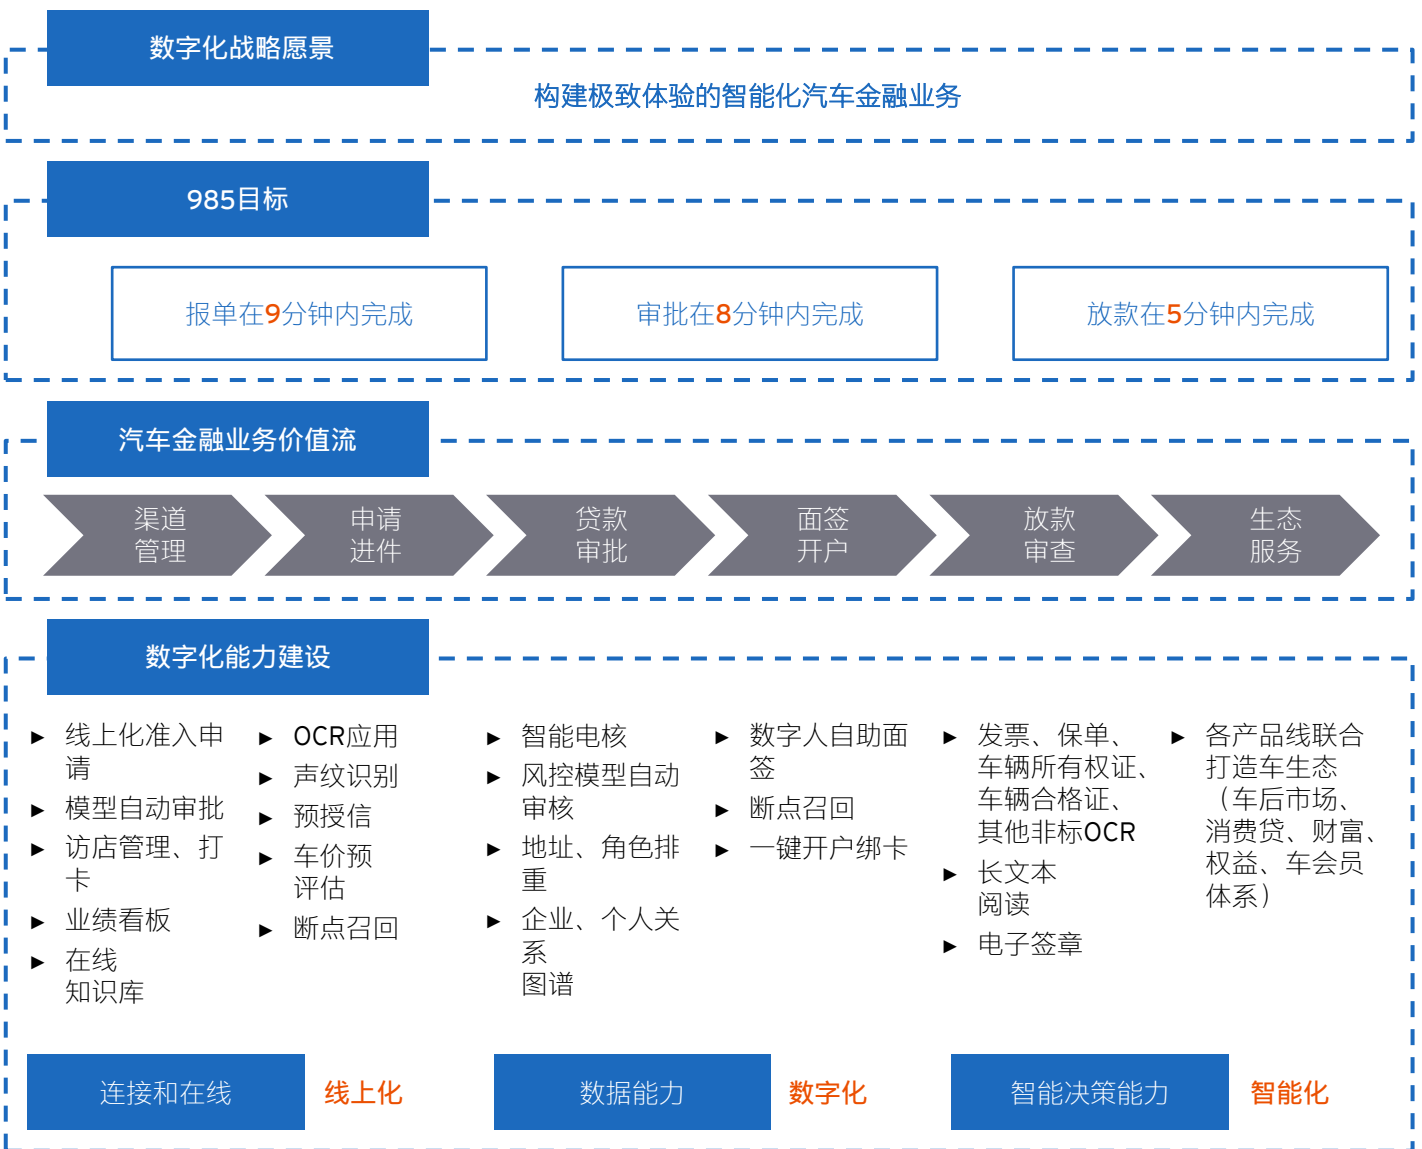 数字化战略愿景
构建极致体验的智能化汽车金融业务
985目标
报单在9分钟内完成
审批在8分钟内完成
放款在5分钟内完成
汽车金融业务价值流
渠道
管理
申请
进件
贷款
审批
面签
开户
放款
审查
生态
服务
数字化能力建设
► 线上化准入申
请
► 模型自动审批
► 访店管理、打
卡
► 业绩看板
► 在线
知识库
► OCR应用
► 声纹识别
► 预授信
► 车价预
评估
► 断点召回
► 智能电核
► 风控模型自动
审核
► 地址、角色排
重
► 企业、个人关
系
图谱
► 数字人自助面
签
► 断点召回
► 一键开户绑卡
► 发票、保单、
车辆所有权证、
车辆合格证、
其他非标OCR
► 长文本
阅读
► 电子签章
► 各产品线联合
打造车生态
（车后市场、
消费贷、财富、
权益、车会员
体系）
连接和在线
线上化
数据能力
数字化
智能决策能力
智能化